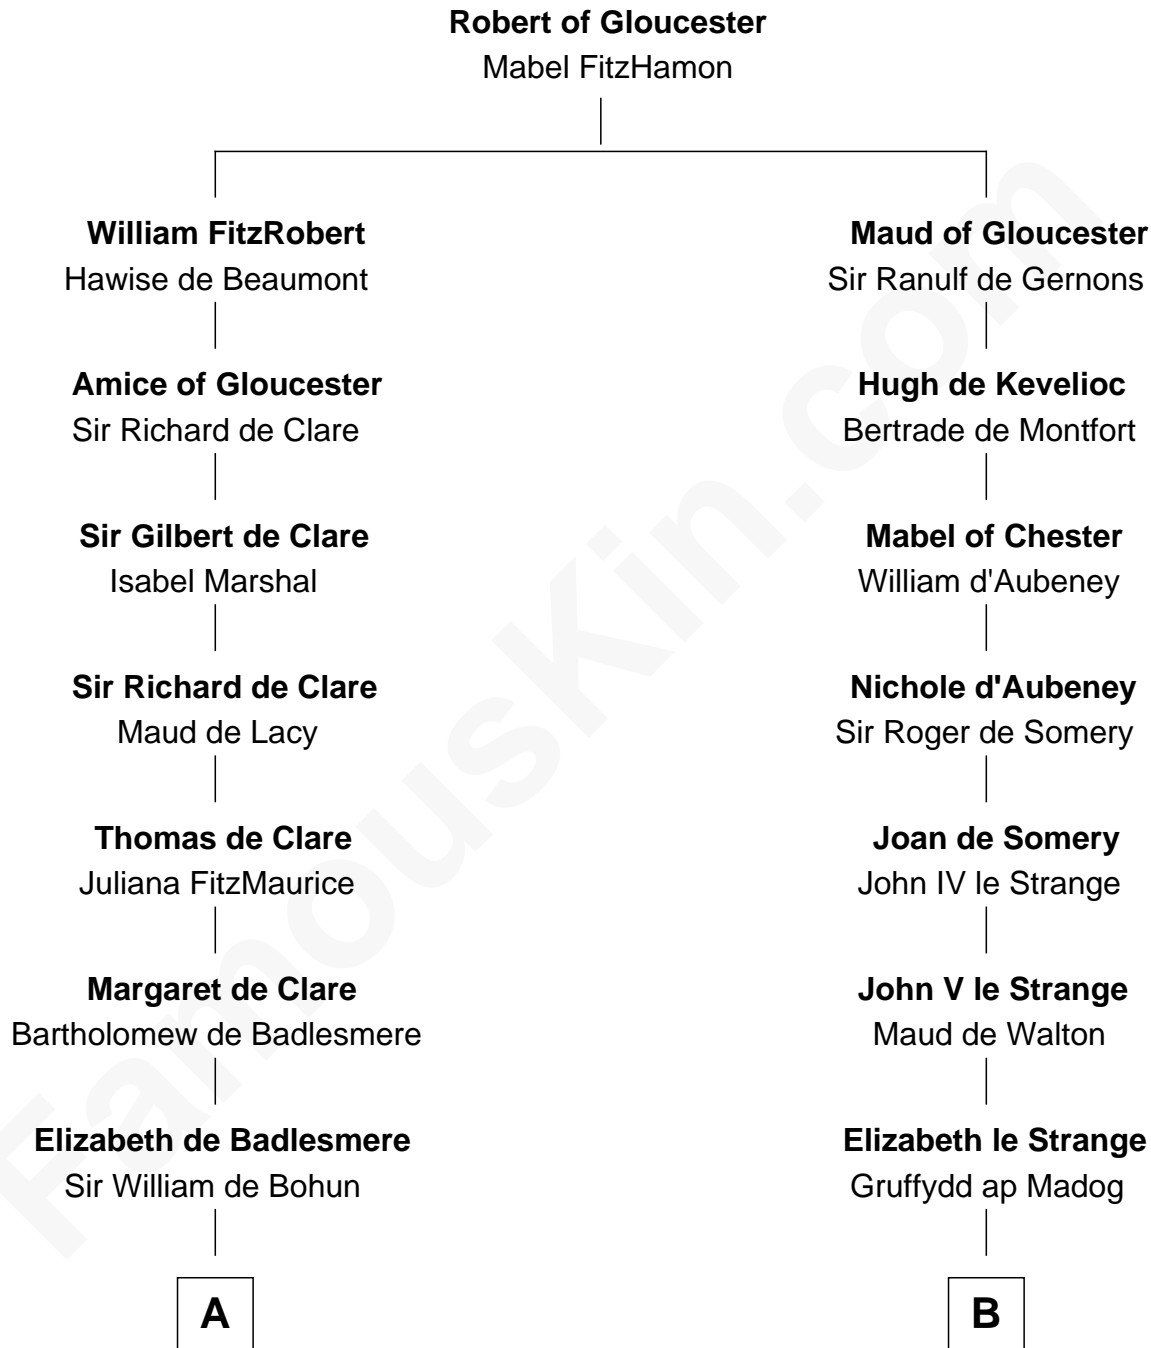 Robert of Gloucester
Mabel FitzHamon
William FitzRobert
Hawise de Beaumont
Maud of Gloucester
Sir Ranulf de Gernons
Amice of Gloucester
Sir Richard de Clare
Hugh de Kevelioc
Bertrade de Montfort
Sir Gilbert de Clare
Isabel Marshal
Mabel of Chester
William d'Aubeney
Sir Richard de Clare
Maud de Lacy
Nichole d'Aubeney
Sir Roger de Somery
Thomas de Clare
Juliana FitzMaurice
Joan de Somery
John IV le Strange
Margaret de Clare
Bartholomew de Badlesmere
John V le Strange
Maud de Walton
Elizabeth de Badlesmere
Sir William de Bohun
Elizabeth le Strange
Gruffydd ap Madog
A
B
FamousKin.com